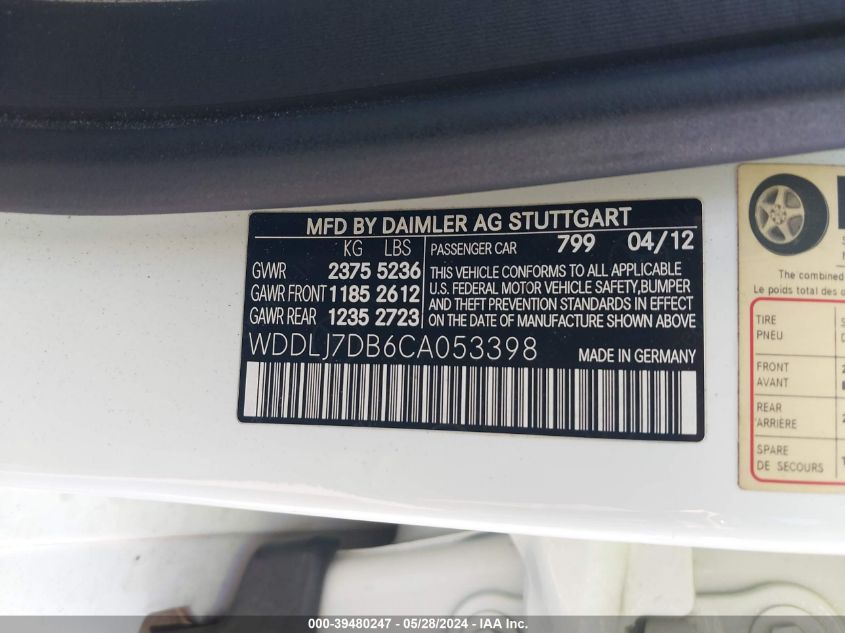 MFD BY DAIMLER AG STUTTGART
KG LBS
GVWR 2375 5236
GAWR FRONT 1185 2612
GAWR REAR 1235 2723
PASSENGER CAR 799 04/12
THIS VEHICLE CONFORMS TO ALL APPLICABLE
U.S. FEDERAL MOTOR VEHICLE SAFETY,BUMPER
AND THEFT PREVENTION STANDARDS IN EFFECT
ON THE DATE OF MANUFACTURE SHOWN ABOVE
WDDLJ7DB6CA053398 MADE IN GERMANY
The combined
Le poids total des
TIRE
PNEU
FRONT
AVANT
REAR
'ARRIÈRE
SPARE
DE SECOURS
CONE--39480247 - 05/28/2024 - IAA Inc.